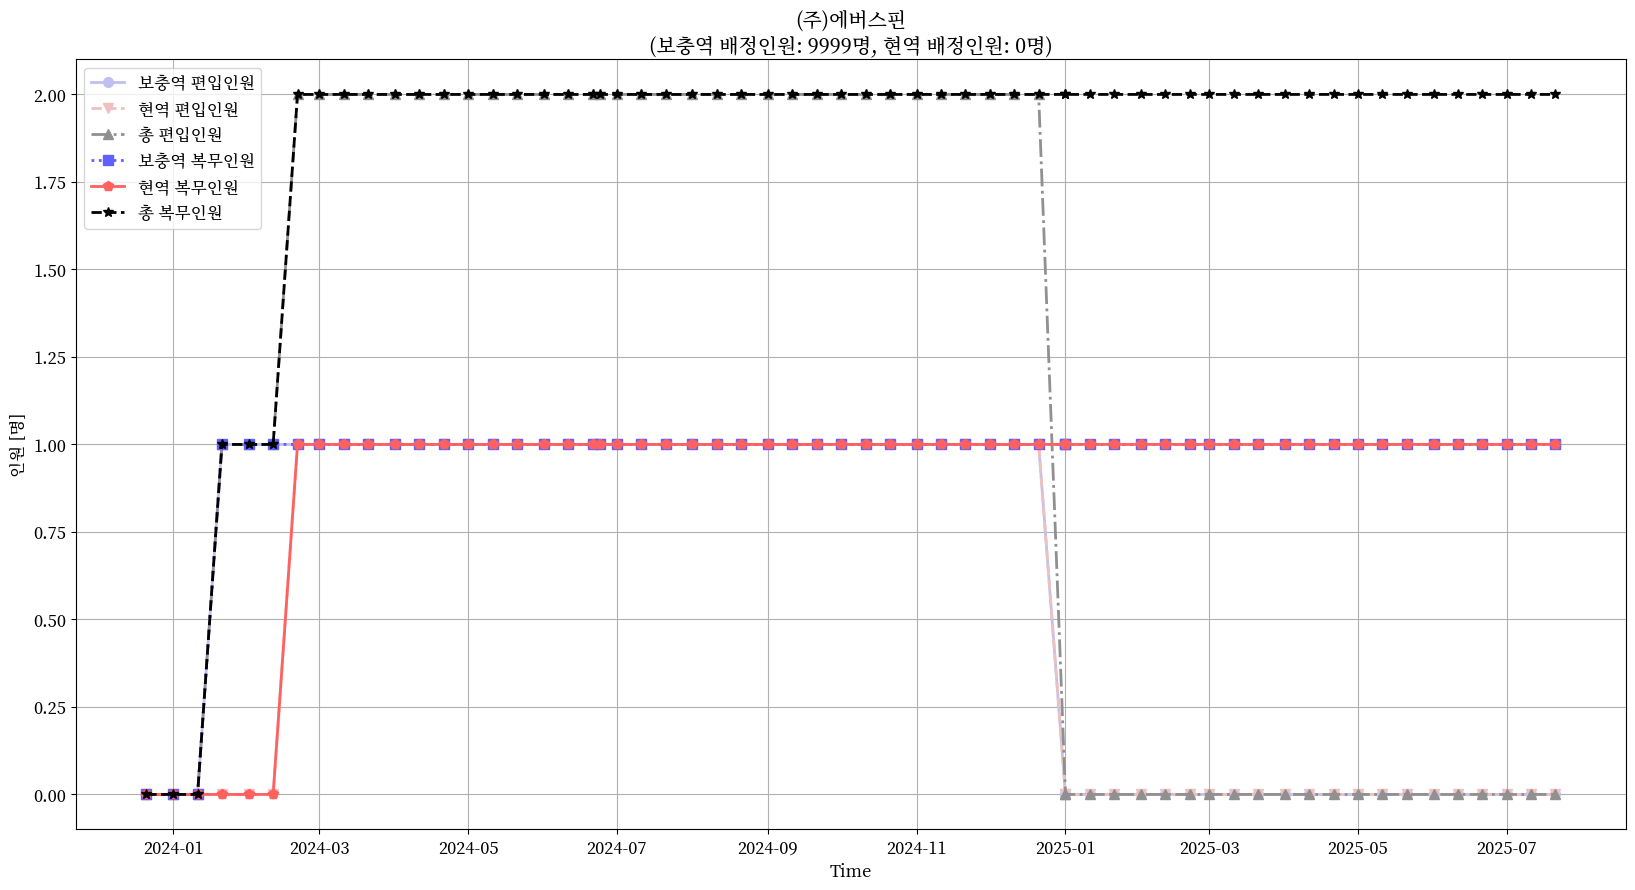 (주)에버스핀
(보충역 배정인원: 9999명, 현역 배정인원: 0명)
보충역 편입인원
현역 편입인원
총 편입인원
보충역 복무인원
현역 복무인원
총 복무인원
2.00
1.75
1.50
1.25
1.00
0.75
0.50
0.25
0.00
인원 [명]
2024-01 2024-03 2024-05 2024-07 2024-09 2024-11 2025-01 2025-03 2025-05 2025-07
Time